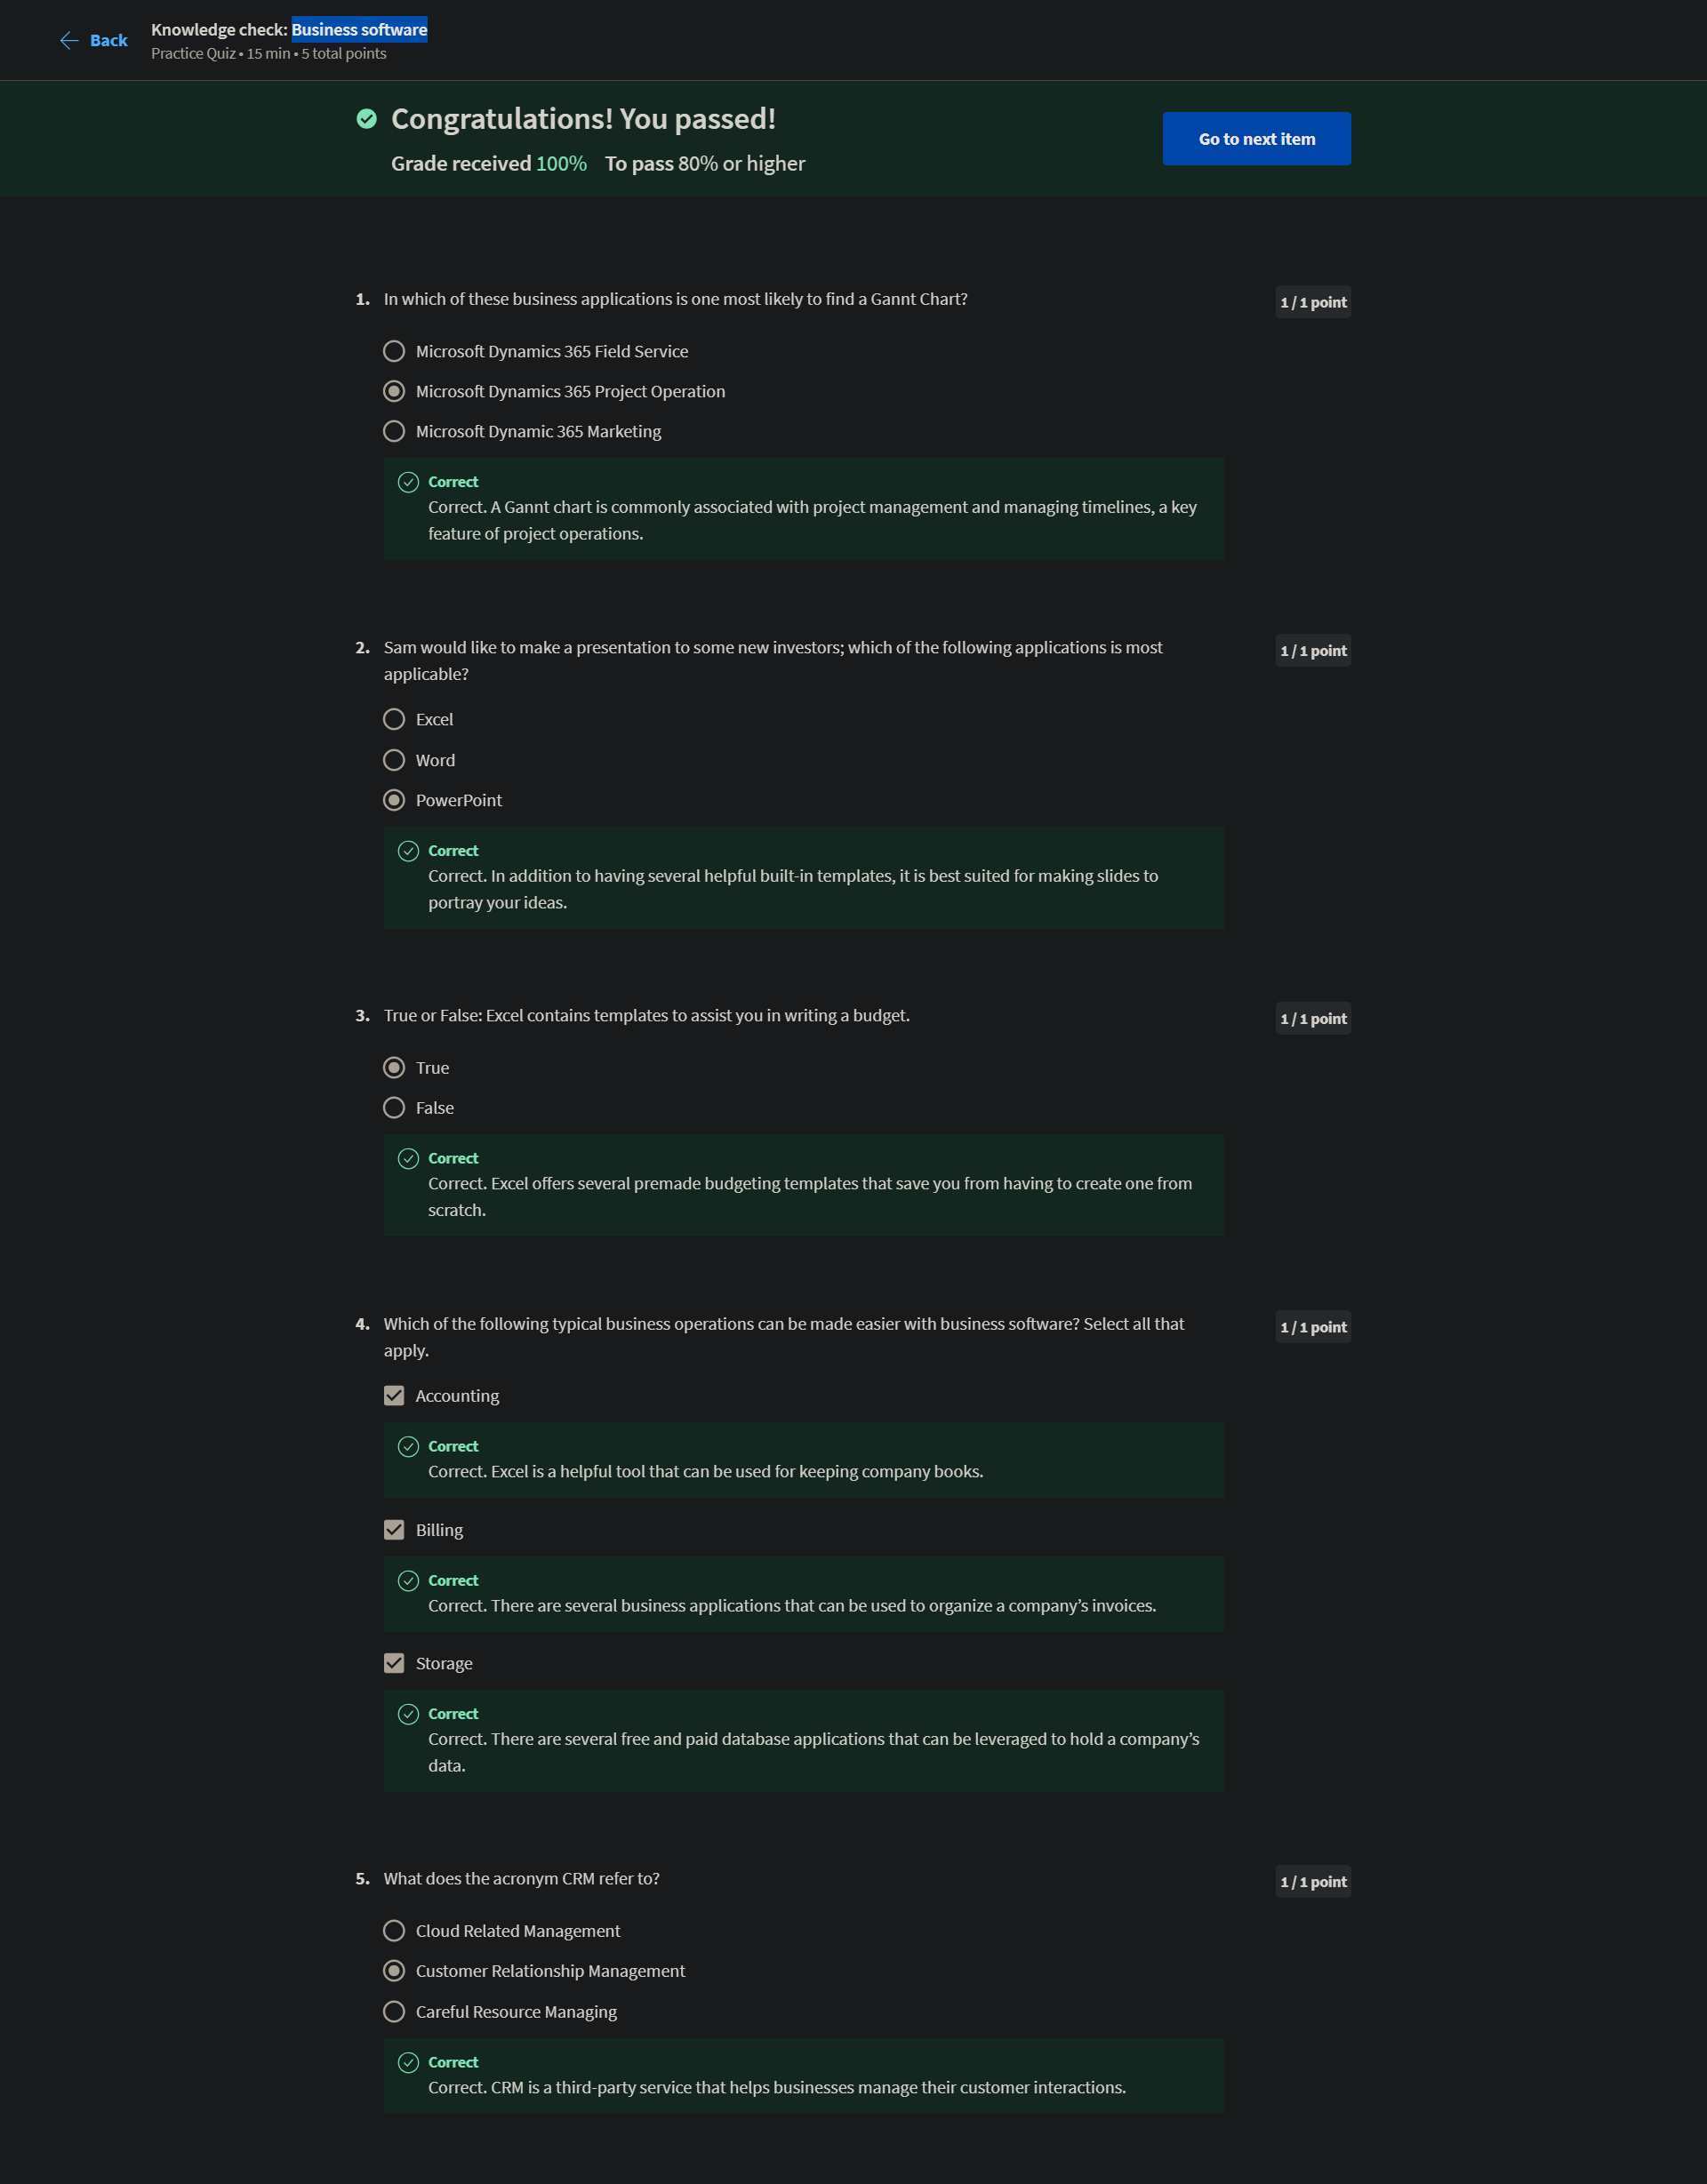 Back
Knowledge check: Business software
Practice Quiz • 15 min • 5 total points
Congratulations! You passed!
Grade received 100% To pass 80% or higher
Go to next item
1. In which of these business applications is one most likely to find a Gannt Chart?
1 / 1 point
Microsoft Dynamics 365 Field Service
Microsoft Dynamics 365 Project Operation
Microsoft Dynamic 365 Marketing
Correct
Correct. A Gannt chart is commonly associated with project management and managing timelines, a key
feature of project operations.
2. Sam would like to make a presentation to some new investors; which of the following applications is most
applicable?
1 / 1 point
Excel
Word
PowerPoint
Correct
Correct. In addition to having several helpful built-in templates, it is best suited for making slides to
portray your ideas.
3. True or False: Excel contains templates to assist you in writing a budget.
1 / 1 point
True
False
Correct
Correct. Excel offers several premade budgeting templates that save you from having to create one from
scratch.
4. Which of the following typical business operations can be made easier with business software? Select all that
apply.
1 / 1 point
Accounting
Correct
Correct. Excel is a helpful tool that can be used for keeping company books.
Billing
Correct
Correct. There are several business applications that can be used to organize a company’s invoices.
Storage
Correct
Correct. There are several free and paid database applications that can be leveraged to hold a company’s
data.
5. What does the acronym CRM refer to?
1 / 1 point
Cloud Related Management
Customer Relationship Management
Careful Resource Managing
Correct
Correct. CRM is a third-party service that helps businesses manage their customer interactions.